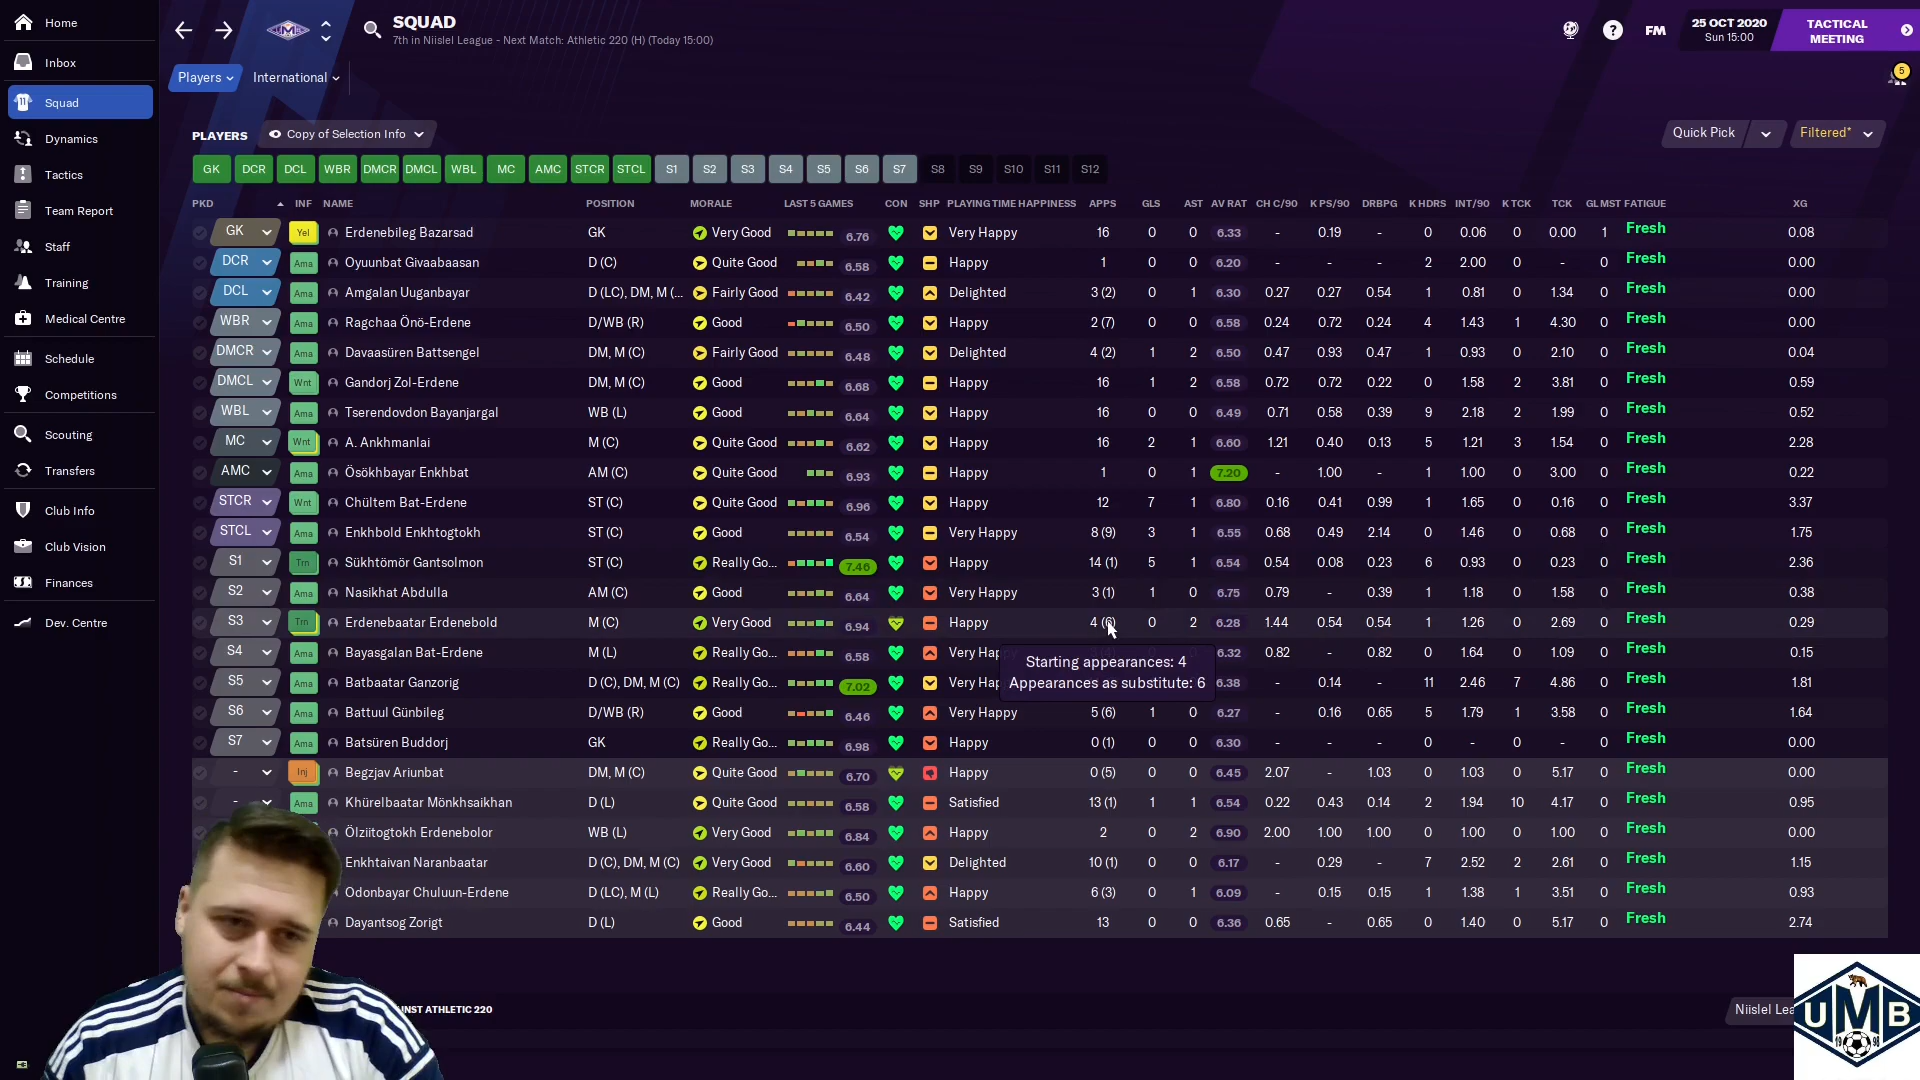 Home
Inbox
Squad
Dynamics
Tactics
Team Report
Staff
Training
Medical Centre
Schedule
Competitions
Scouting
Transfers
Club Info
Club Vision
Finances
Dev. Centre
SQUAD
7th in Niislel League - Next Match: Athletic 220 (H) (Today 15:00)
FM
25 OCT 2020
Sun 15:00
TACTICAL
MEETING
5
Players International
PLAYERS Copy of Selection Info
Quick Pick Filtered*
GK DCR DCL WBR DMCR DMCL WBL MC AMC STCR STCL S1 S2 S3 S4 S5 S6 S7 S8 S9 S10 S11 S12
PKD INF NAME POSITION MORALE LAST 5 GAMES CON SHP PLAYING TIME HAPPINESS APPS GLS AST AV RAT CH C/90 K PS/90 DRBPG K HDRS INT/90 K TCK TCK GL MST FATIGUE XG
GK Yel Erdenebileg Bazarsad GK Very Good 6.76 Very Happy 16 0 0 6.33 - 0.19 - 0 0.06 0 0.00 1 Fresh 0.08
DCR Ama Oyuunbat Givaabaasan D (C) Quite Good 6.58 Happy 1 0 0 6.20 - - - 2 2.00 0 - 0 Fresh 0.00
DCL Ama Amgalan Uuganbayar D (LC), DM, M (... Fairly Good 6.42 Delighted 3 (2) 0 1 6.30 0.27 0.27 0.54 1 0.81 0 1.34 0 Fresh 0.00
WBR Ama Ragchaa Önö-Erdene D/WB (R) Good 6.50 Happy 2 (7) 0 0 6.58 0.24 0.72 0.24 4 1.43 1 4.30 0 Fresh 0.00
DMCR Ama Davaasüren Battsengel DM, M (C) Fairly Good 6.48 Delighted 4 (2) 1 2 6.50 0.47 0.93 0.47 1 0.93 0 2.10 0 Fresh 0.04
DMCL Wnt Gandorj Zol-Erdene DM, M (C) Good 6.68 Happy 16 1 2 6.58 0.72 0.72 0.22 0 1.58 2 3.81 0 Fresh 0.59
WBL Ama Tserendovdon Bayanjargal WB (L) Good 6.64 Happy 16 0 0 6.49 0.71 0.58 0.39 9 2.18 2 1.99 0 Fresh 0.52
MC Wnt A. Ankhmanlai M (C) Quite Good 6.62 Happy 16 2 1 6.60 1.21 0.40 0.13 5 1.21 3 1.54 0 Fresh 2.28
AMC Ama Ösökhbayar Enkhbat AM (C) Quite Good 6.93 Happy 1 0 1 7.20 - 1.00 - 1 1.00 0 3.00 0 Fresh 0.22
STCR Wnt Chültem Bat-Erdene ST (C) Quite Good 6.96 Happy 12 7 1 6.80 0.16 0.41 0.99 1 1.65 0 0.16 0 Fresh 3.37
STCL Ama Enkhbold Enkhtogtokh ST (C) Good 6.54 Very Happy 8 (9) 3 1 6.55 0.68 0.49 2.14 0 1.46 0 0.68 0 Fresh 1.75
S1 Trn Sükhtömör Gantsolmon ST (C) Really Go... 7.46 Happy 14 (1) 5 1 6.54 0.54 0.08 0.23 6 0.93 0 0.23 0 Fresh 2.36
S2 Ama Nasikhat Abdulla AM (C) Good 6.64 Very Happy 3 (1) 1 0 6.75 0.79 - 0.39 1 1.18 0 1.58 0 Fresh 0.38
S3 Trn Erdenebaatar Erdenebold M (C) Very Good 6.94 Happy 4 0 2 6.28 1.44 0.54 0.54 1 1.26 0 2.69 0 Fresh 0.29
S4 Ama Bayasgalan Bat-Erdene M (L) Really Go... 6.58 Very Hap 6.32 0.82 - 0.82 0 1.64 0 1.09 0 Fresh 0.15
Starting appearances: 4
Appearances as substitute: 6
S5 Ama Batbaatar Ganzorig D (C), DM, M (C) Really Go... 7.02 Very Hap 6.38 - 0.14 - 11 2.46 7 4.86 0 Fresh 1.81
S6 Ama Battuul Günbileg D/WB (R) Good 6.46 Very Happy 5 (6) 1 0 6.27 - 0.16 0.65 5 1.79 1 3.58 0 Fresh 1.64
S7 Ama Batsüren Buddorj GK Really Go... 6.98 Happy 0 (1) 0 0 6.30 - - - 0 - 0 - 0 Fresh 0.00
- Inj Begzjav Ariunbat DM, M (C) Quite Good 6.70 Happy 0 (5) 0 0 6.45 2.07 - 1.03 0 1.03 0 5.17 0 Fresh 0.00
- Ama Khürelbaatar Mönkhsaikhan D (L) Quite Good 6.58 Satisfied 13 (1) 1 1 6.54 0.22 0.43 0.14 2 1.94 10 4.17 0 Fresh 0.95
Ölziitogtokh Erdenebolor WB (L) Very Good 6.84 Happy 2 0 2 6.90 2.00 1.00 1.00 0 1.00 0 1.00 0 Fresh 0.00
Enkhtaivan Naranbaatar D (C), DM, M (C) Very Good 6.60 Delighted 10 (1) 0 0 6.17 - 0.29 - 7 2.52 2 2.61 0 Fresh 1.15
Odonbayar Chuluun-Erdene D (LC), M (L) Really Go... 6.50 Happy 6 (3) 0 1 6.09 - 0.15 0.15 1 1.38 1 3.51 0 Fresh 0.93
Dayantsog Zorigt D (L) Good 6.44 Satisfied 13 0 0 6.36 0.65 - 0.65 0 1.40 0 5.17 0 Fresh 2.74
NST ATHLETIC 220
Niislel Lea
UMB
19 98